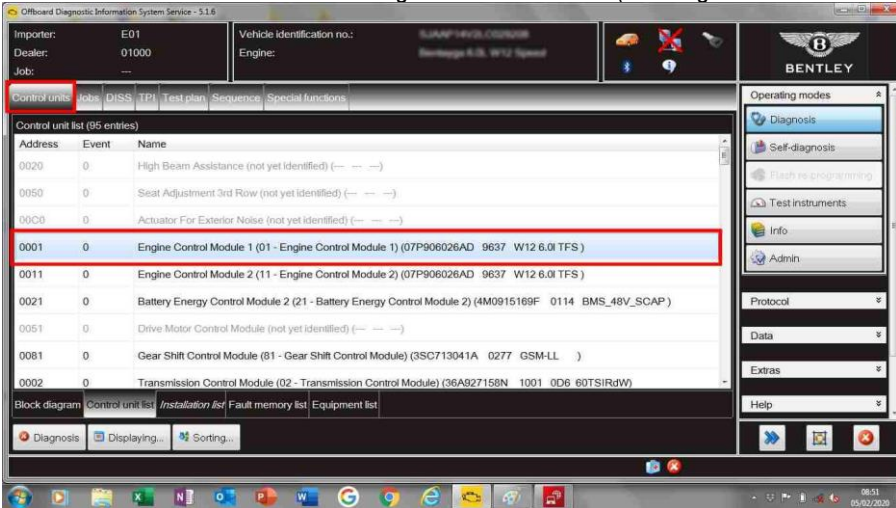 Offboard Diagnostic Information System Service - 5.1.6
Importer: E01
Dealer: 01000
Job: ---
Vehicle identification no.:
Engine: Bentayga 6.0L W12 Speed
BENTLEY
Control units Jobs DISS TPI Test plan Sequence Special functions
Control unit list (95 entries)
Address Event Name
0020 0 High Beam Assistance (not yet identified) (--- --- ---)
0050 0 Seat Adjustment 3rd Row (not yet identified) (--- --- ---)
00C0 0 Actuator For Exterior Noise (not yet identified) (--- --- ---)
0001 0 Engine Control Module 1 (01 - Engine Control Module 1) (07P906026AD 9637 W12 6.0l TFS )
0011 0 Engine Control Module 2 (11 - Engine Control Module 2) (07P906026AD 9637 W12 6.0l TFS )
0021 0 Battery Energy Control Module 2 (21 - Battery Energy Control Module 2) (4M0915169F 0114 BMS_48V_SCAP )
0051 0 Drive Motor Control Module (not yet identified) (--- --- ---)
0081 0 Gear Shift Control Module (81 - Gear Shift Control Module) (3SC713041A 0277 GSM-LL )
0002 0 Transmission Control Module (02 - Transmission Control Module) (36A927158N 1001 0D6 60TSIRdW)
Block diagram Control unit list Installation list Fault memory list Equipment list
Diagnosis Displaying... Sorting...
Operating modes
Diagnosis
Self-diagnosis
Flash re-programming
Test instruments
Info
Admin
Protocol
Data
Extras
Help
08:51
05/02/2020